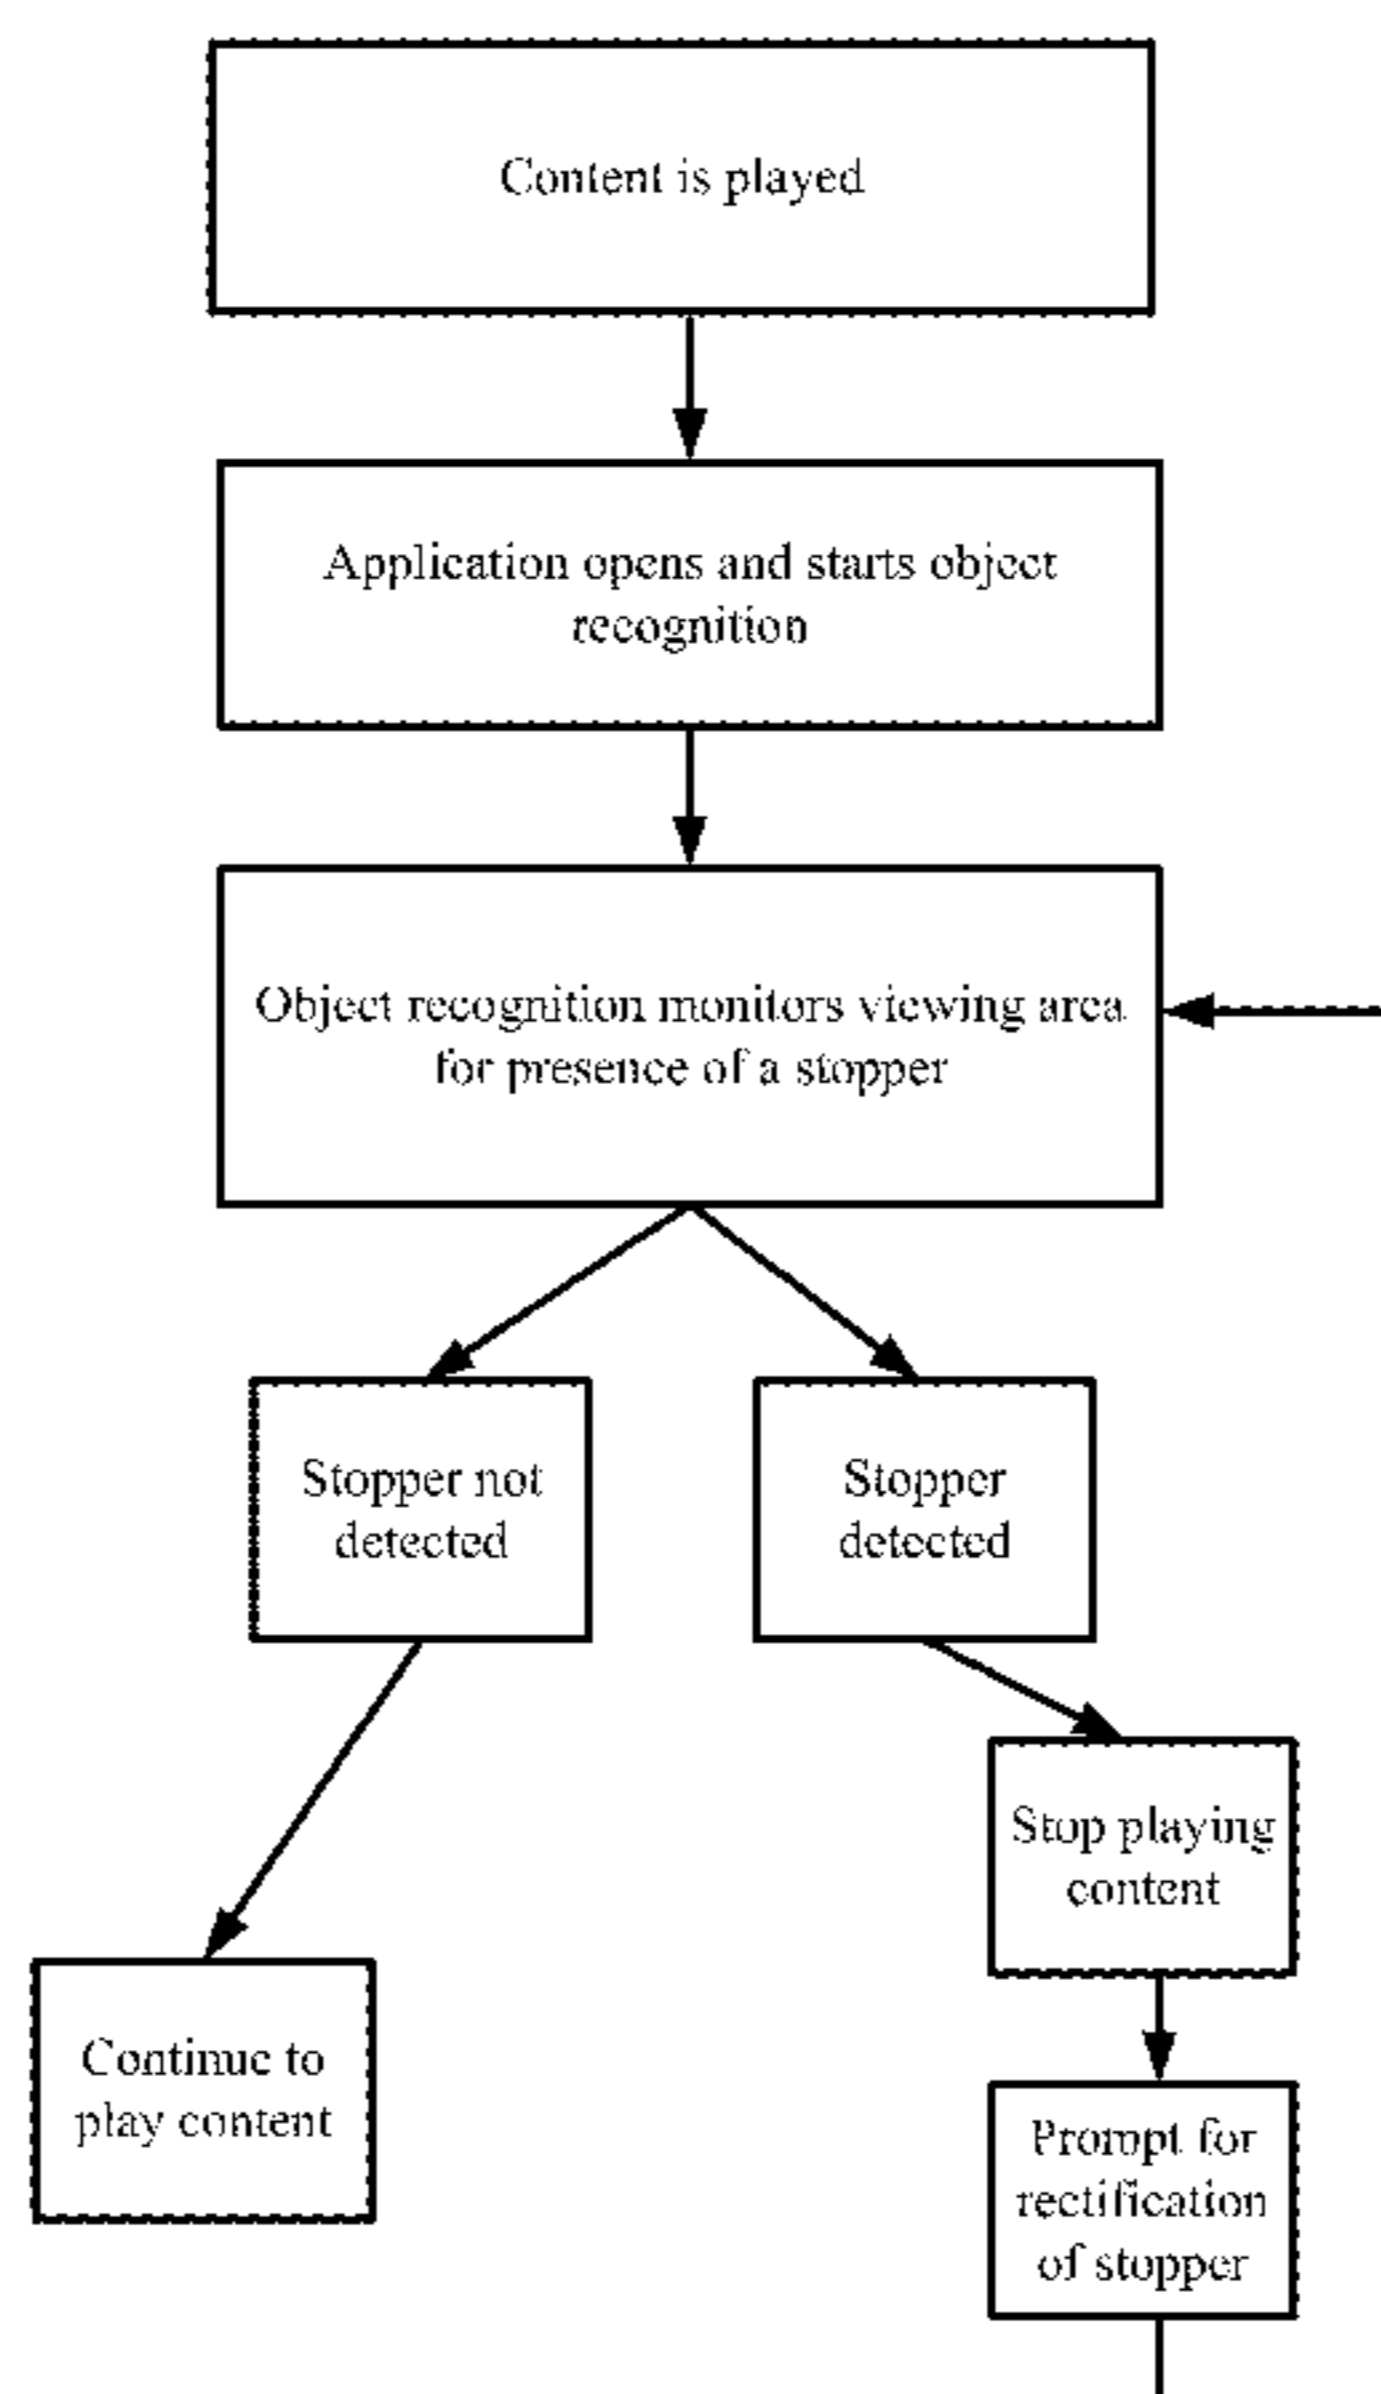 Content is played
Application opens and starts object
recognition
Object recognition monitors viewing area
for presence of a stopper
Stopper not
detected
Stopper
detected
Stop playing
content
Continue to
play content
Prompt for
rectification
of stopper